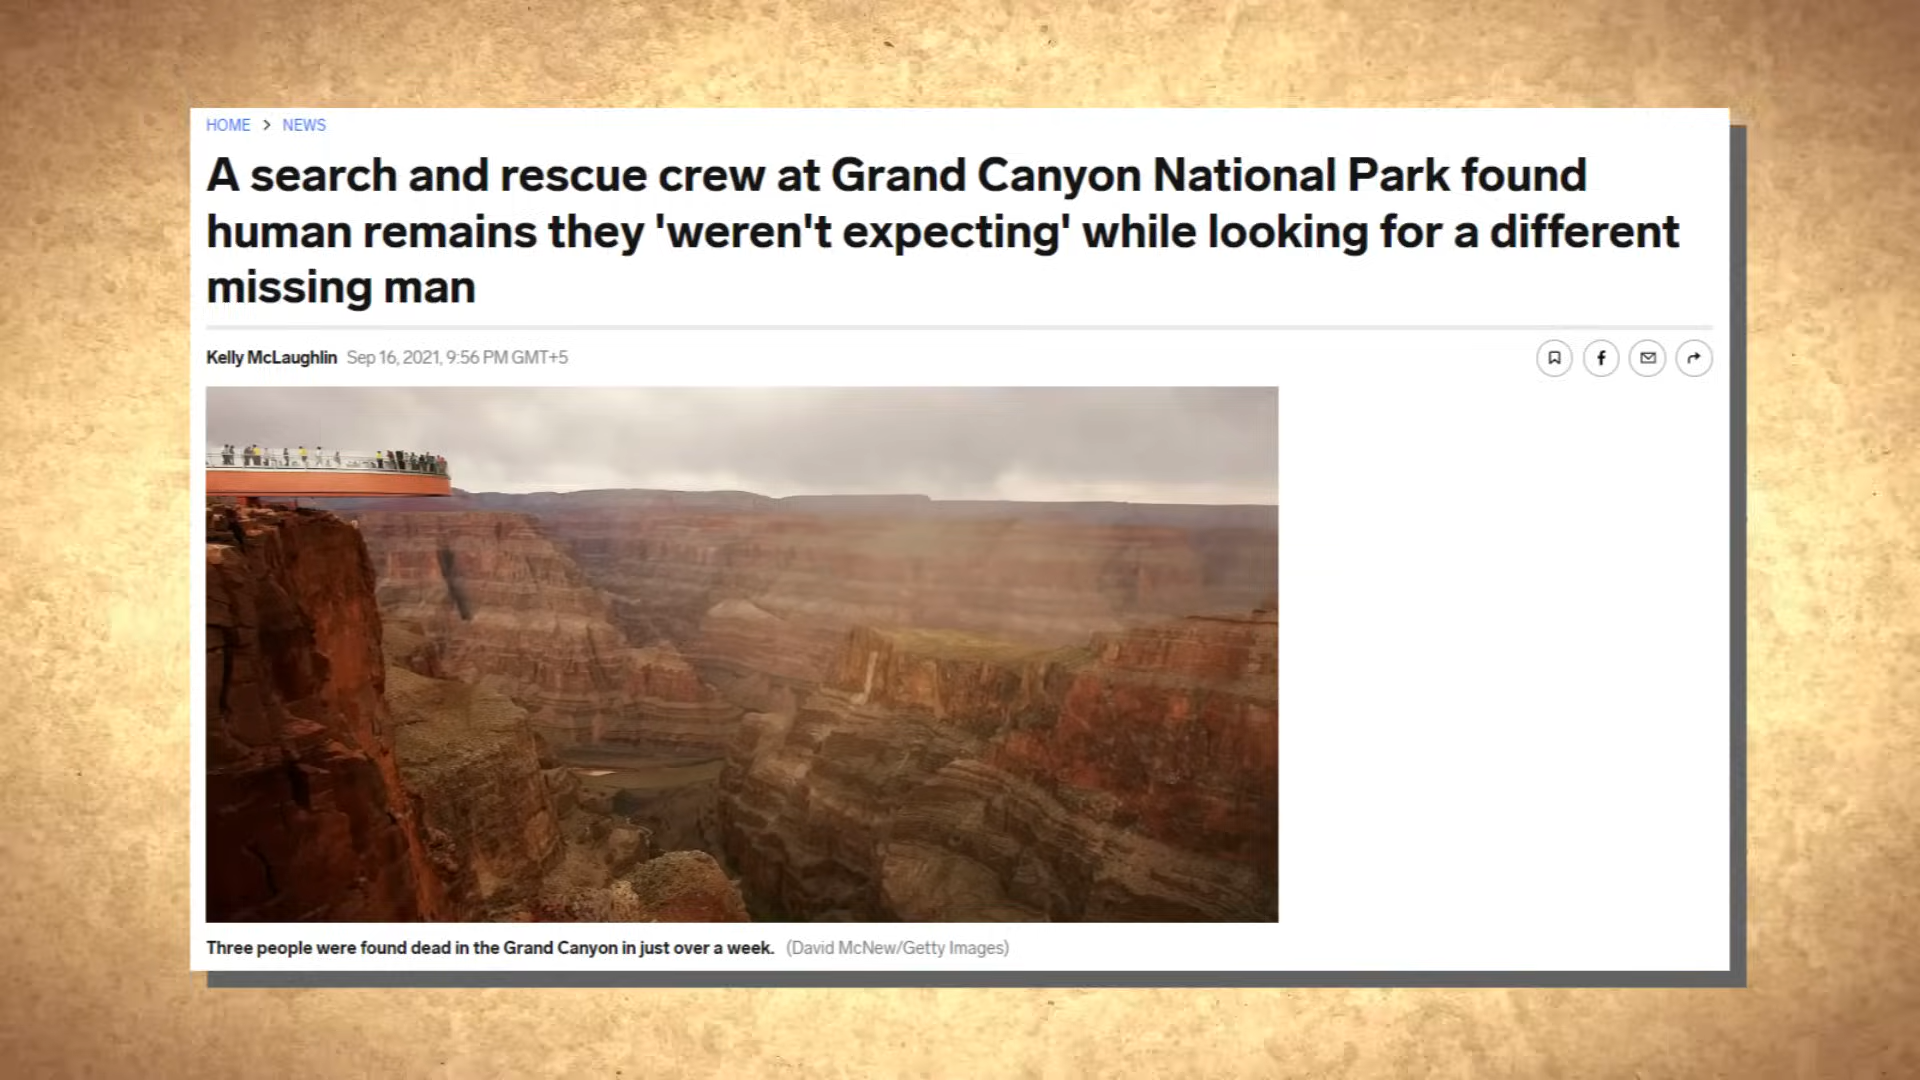 HOME > NEWS
A search and rescue crew at Grand Canyon National Park found
human remains they 'weren't expecting' while looking for a different
missing man
Kelly McLaughlin Sep 16, 2021, 9:56 PM GMT+5
Three people were found dead in the Grand Canyon in just over a week. (David McNew/Getty Images)